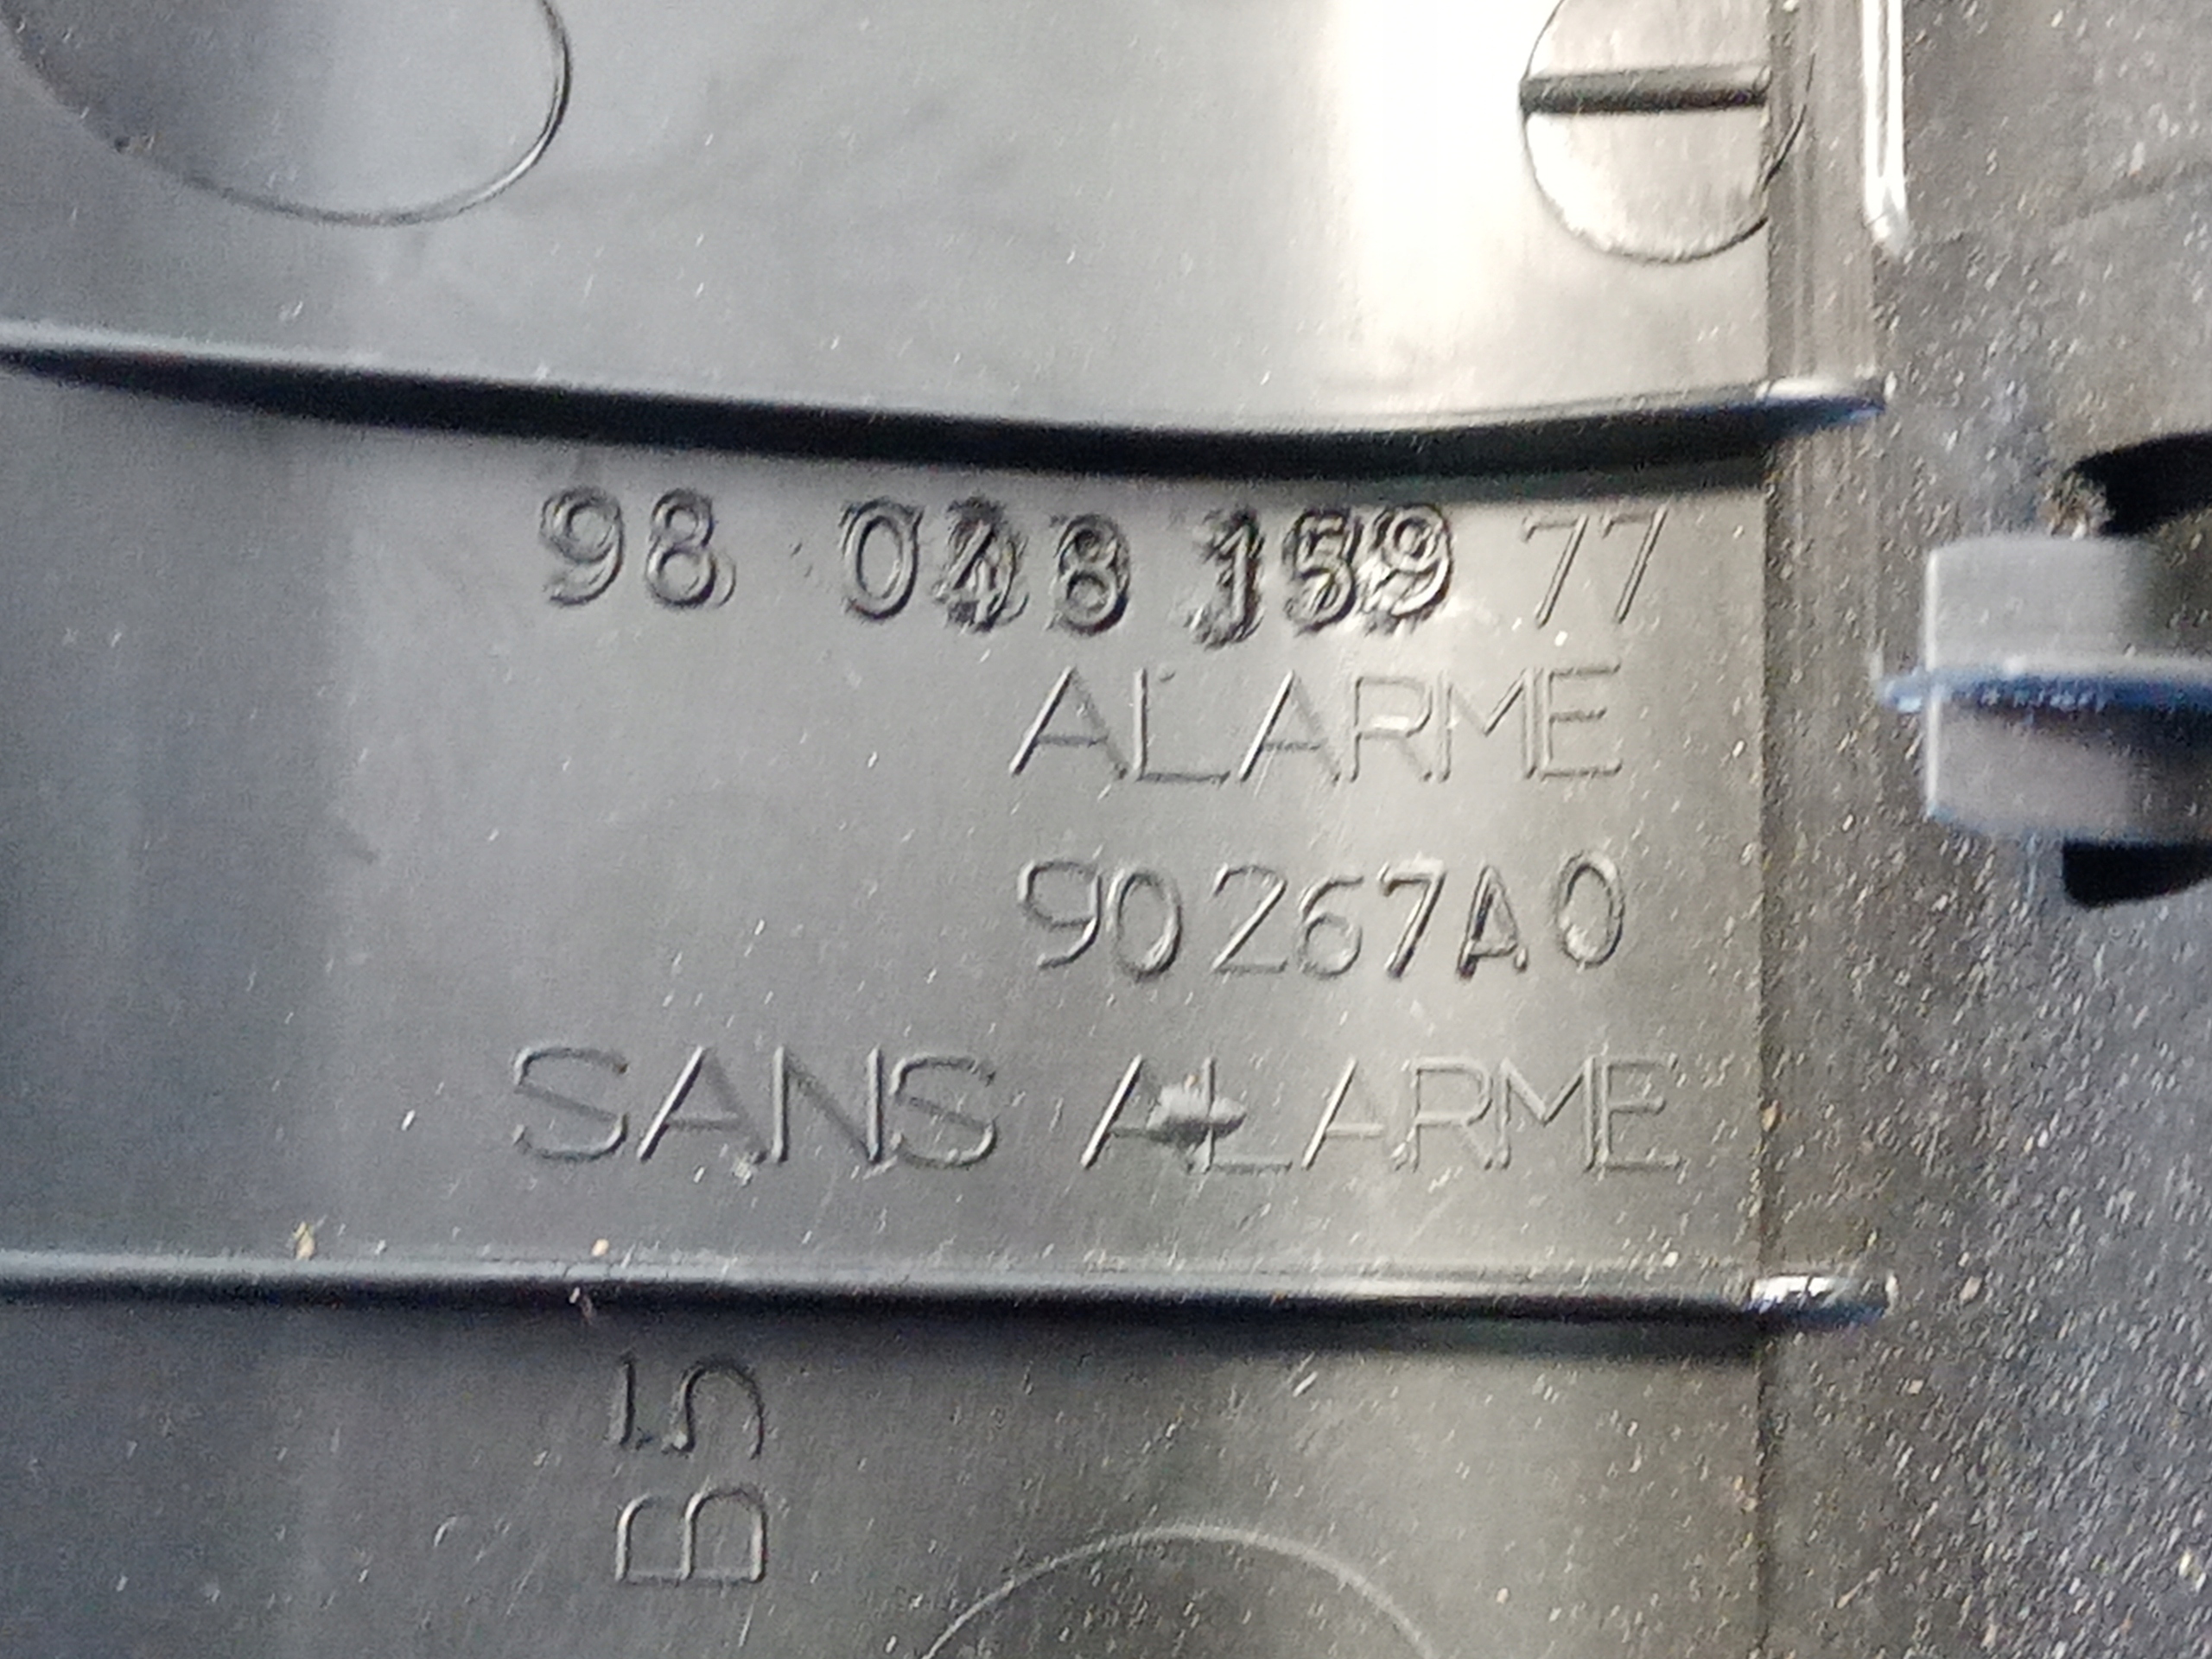 98 048 159 77
ALARME
90267A0
SANS ALARME
B5